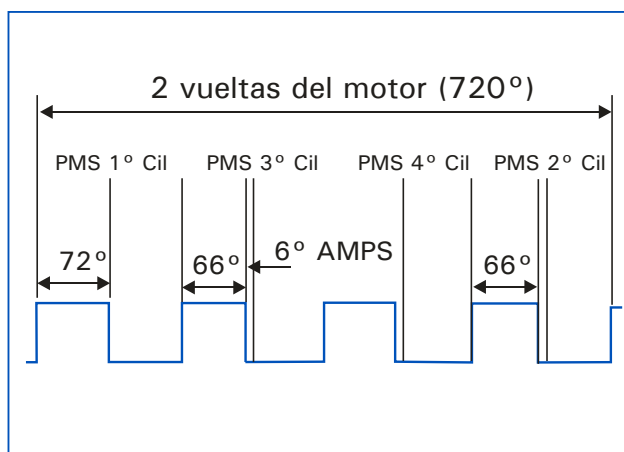 2 vueltas del motor (720º)
PMS 1º Cil PMS 3º Cil PMS 4º Cil PMS 2º Cil
72º 66º 6º AMPS 66º